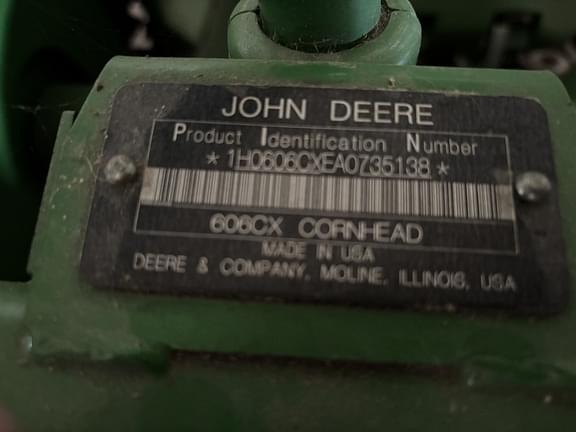 JOHN DEERE
Product Identification Number
*1H0606CXEA0735138*
606CX CORNHEAD
MADE IN USA
DEERE & COMPANY, MOLINE, ILLINOIS, USA